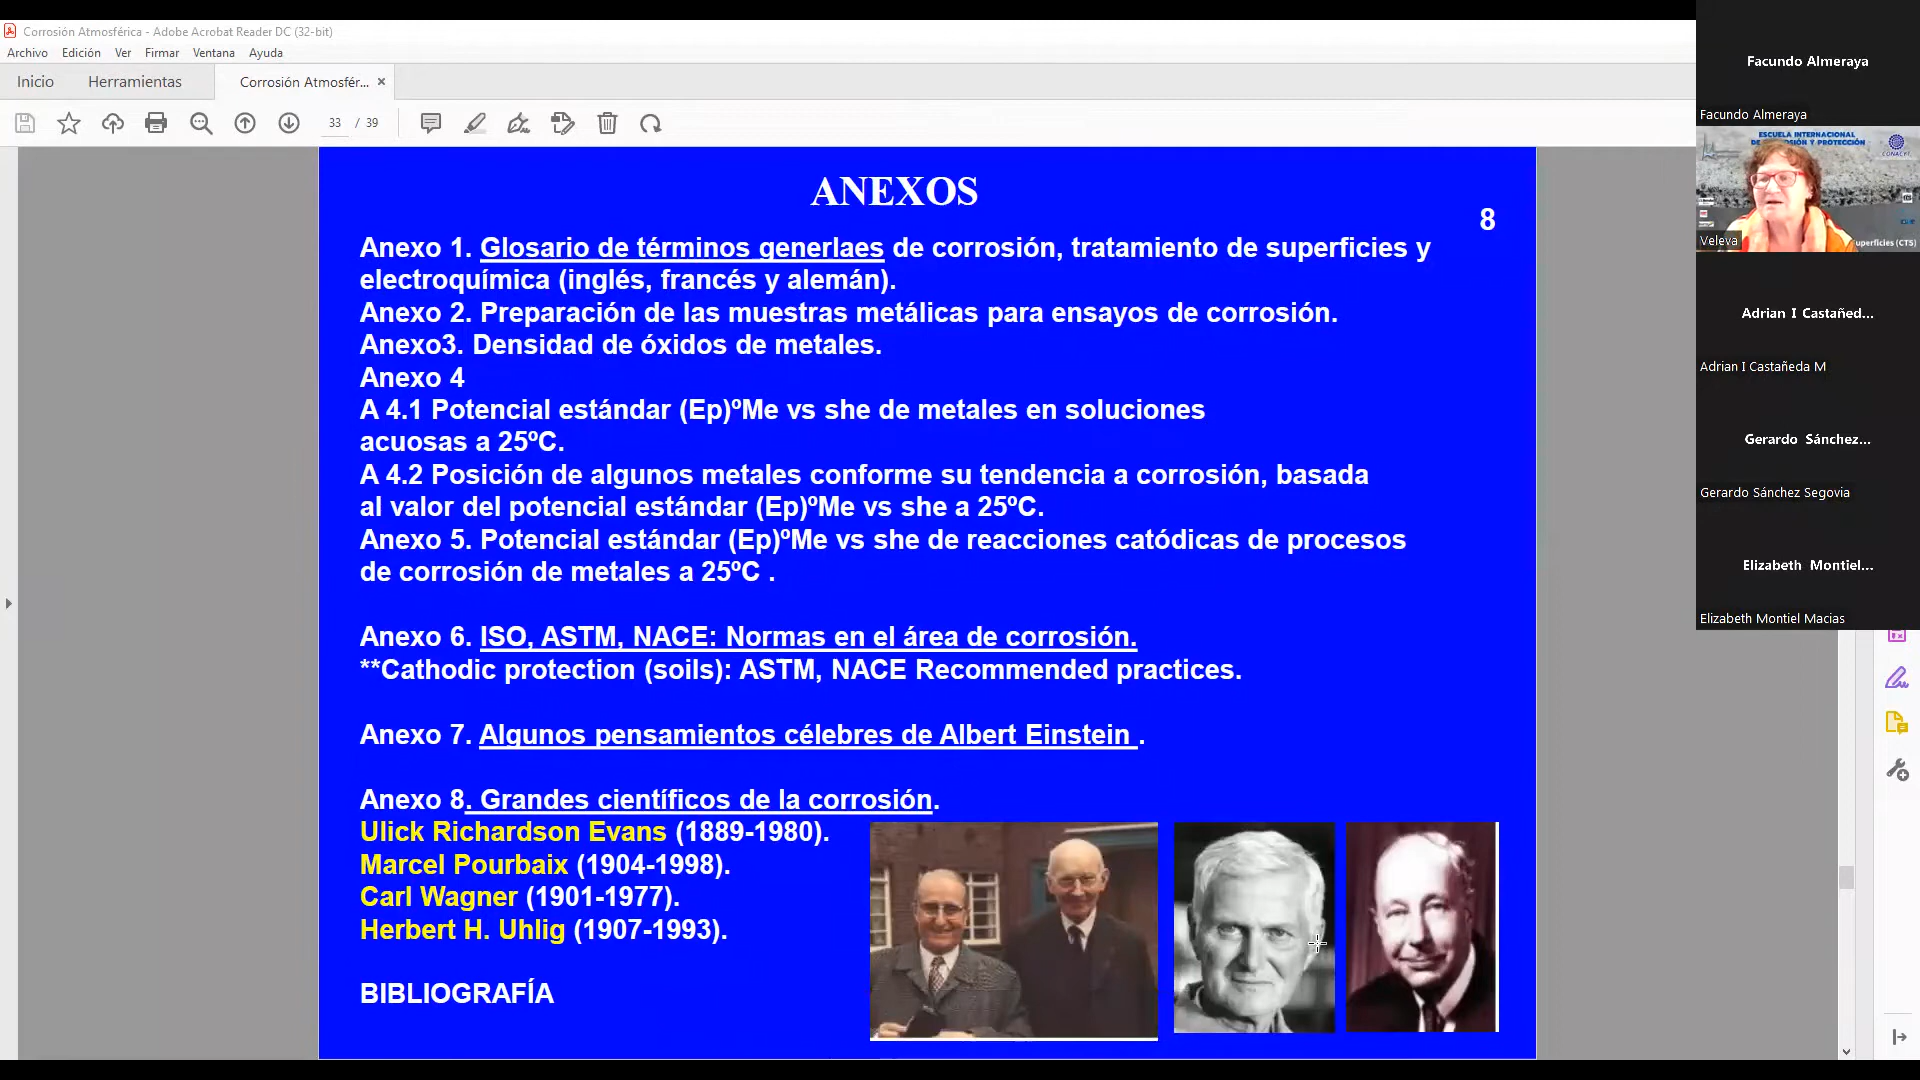 Corrosión Atmosférica - Adobe Acrobat Reader DC (32-bit)
Archivo Edición Ver Firmar Ventana Ayuda
Inicio Herramientas Corrosión Atmosfér... ×
33 / 39
ANEXOS
8
Anexo 1. Glosario de términos generlaes de corrosión, tratamiento de superficies y
electroquímica (inglés, francés y alemán).
Anexo 2. Preparación de las muestras metálicas para ensayos de corrosión.
Anexo3. Densidad de óxidos de metales.
Anexo 4
A 4.1 Potencial estándar (Ep)ºMe vs she de metales en soluciones
acuosas a 25ºC.
A 4.2 Posición de algunos metales conforme su tendencia a corrosión, basada
al valor del potencial estándar (Ep)ºMe vs she a 25ºC.
Anexo 5. Potencial estándar (Ep)ºMe vs she de reacciones catódicas de procesos
de corrosión de metales a 25ºC .
Anexo 6. ISO, ASTM, NACE: Normas en el área de corrosión.
**Cathodic protection (soils): ASTM, NACE Recommended practices.
Anexo 7. Algunos pensamientos célebres de Albert Einstein .
Anexo 8. Grandes científicos de la corrosión.
Ulick Richardson Evans (1889-1980).
Marcel Pourbaix (1904-1998).
Carl Wagner (1901-1977).
Herbert H. Uhlig (1907-1993).
BIBLIOGRAFÍA
Facundo Almeraya
Facundo Almeraya
ESCUELA INTERNACIONAL
PROTECCIÓN
CONACYT
Veleva
uperficies (CTS)
Adrian I Castañed...
Adrian I Castañeda M
Gerardo Sánchez...
Gerardo Sánchez Segovia
Elizabeth Montiel...
Elizabeth Montiel Macias